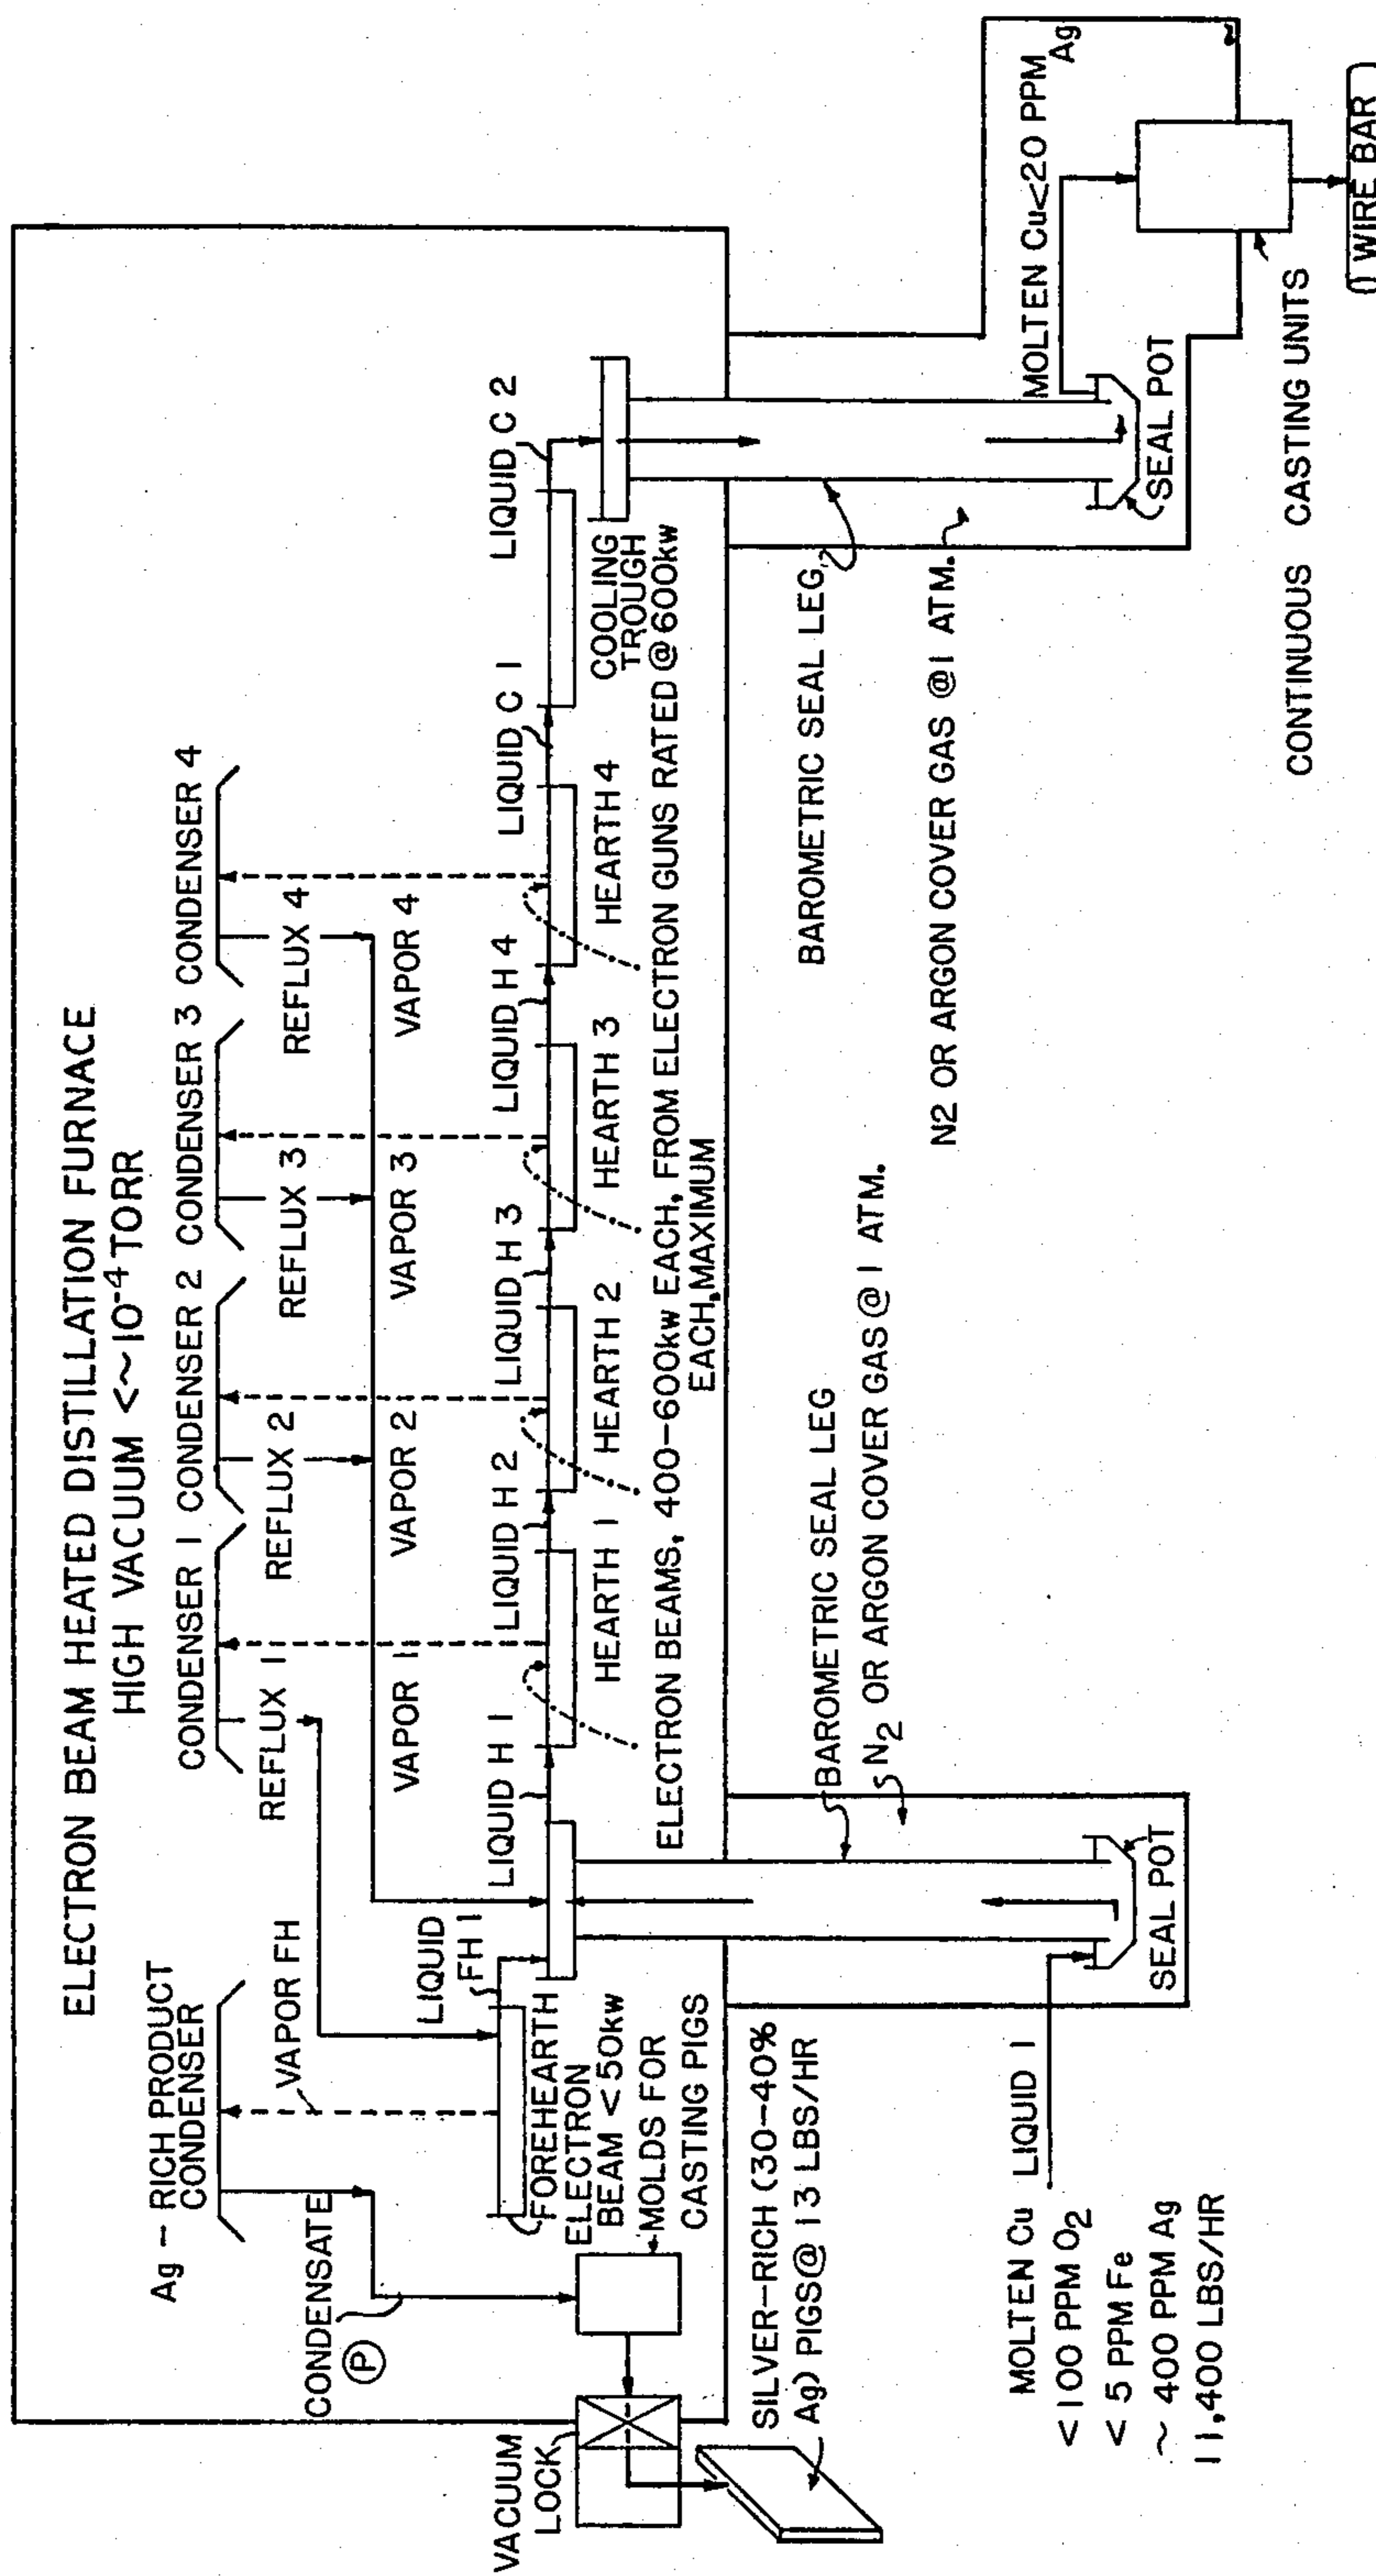 ELECTRON BEAM HEATED DISTILLATION FURNACE
HIGH VACUUM <~10-4 TORR
Ag – RICH PRODUCT
CONDENSER
CONDENSER 1
CONDENSER 2
CONDENSER 3
CONDENSER 4
VAPOR FH
REFLUX 1
REFLUX 2
REFLUX 3
REFLUX 4
CONDENSATE
P
VAPOR 1
VAPOR 2
VAPOR 3
VAPOR 4
LIQUID
FH 1
LIQUID H 1
LIQUID H 2
LIQUID H 3
LIQUID H 4
LIQUID C 1
LIQUID C 2
VACUUM
LOCK
FOREHEARTH
ELECTRON
BEAM <50kw
MOLDS FOR
CASTING PIGS
HEARTH 1
HEARTH 2
HEARTH 3
HEARTH 4
COOLING
TROUGH
ELECTRON BEAMS, 400-600kw EACH, FROM ELECTRON GUNS RATED @ 600kw
EACH, MAXIMUM
SILVER-RICH (30-40%
Ag) PIGS @ 13 LBS/HR
BAROMETRIC SEAL LEG
N2 OR ARGON COVER GAS @ 1 ATM.
BAROMETRIC SEAL LEG
N2 OR ARGON COVER GAS @ 1 ATM.
MOLTEN Cu LIQUID 1
<100 PPM O2
< 5 PPM Fe
~ 400 PPM Ag
11,400 LBS/HR
SEAL POT
SEAL POT
MOLTEN Cu<20 PPM
Ag
CONTINUOUS CASTING UNITS
WIRE BAR